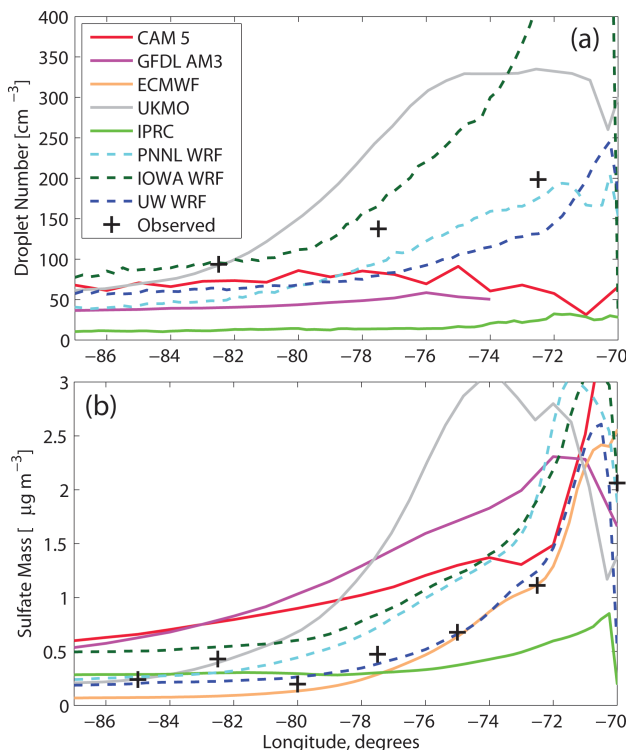 400
350
300
250
200
150
100
50
0
Droplet Number [cm⁻³]
(a)
CAM 5
GFDL AM3
ECMWF
UKMO
IPRC
PNNL WRF
IOWA WRF
UW WRF
Observed
−86 −84 −82 −80 −78 −76 −74 −72 −70
3
2.5
2
1.5
1
0.5
0
Sulfate Mass [ μg m⁻³]
(b)
−86 −84 −82 −80 −78 −76 −74 −72 −70
Longitude, degrees